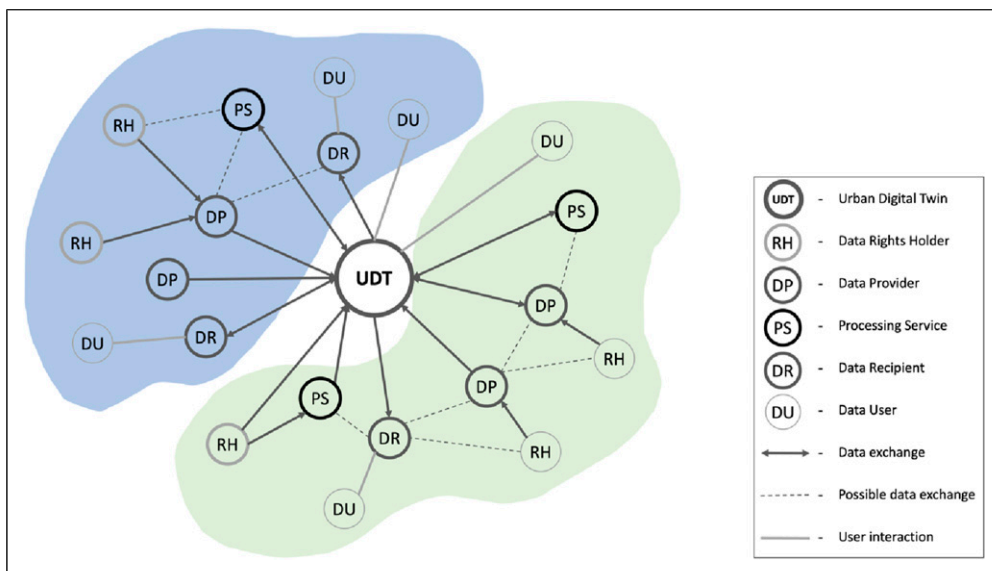 DU
DU
PS
RH
DR
DU
DP
PS
RH
DP
UDT
DP
DR
DU
RH
DP
PS
DR
RH
RH
DU
UDT - Urban Digital Twin
RH - Data Rights Holder
DP - Data Provider
PS - Processing Service
DR - Data Recipient
DU - Data User
- Data exchange
- Possible data exchange
- User interaction